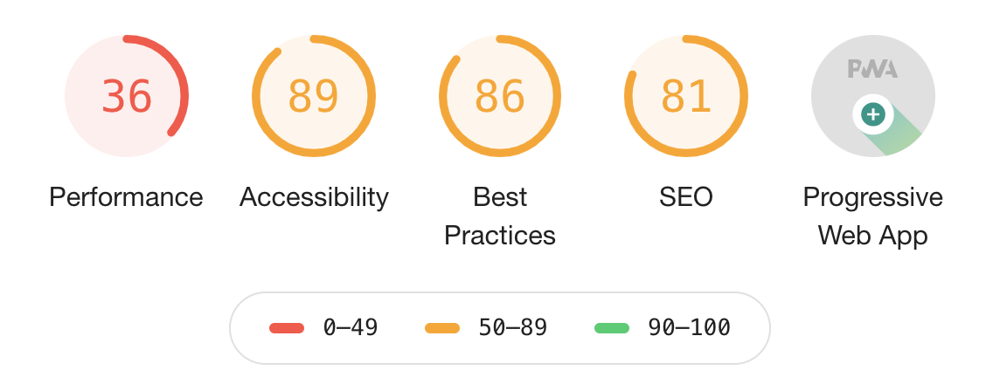 36 89 86 81 PWA
Performance Accessibility Best Practices SEO Progressive Web App
0–49 50–89 90–100